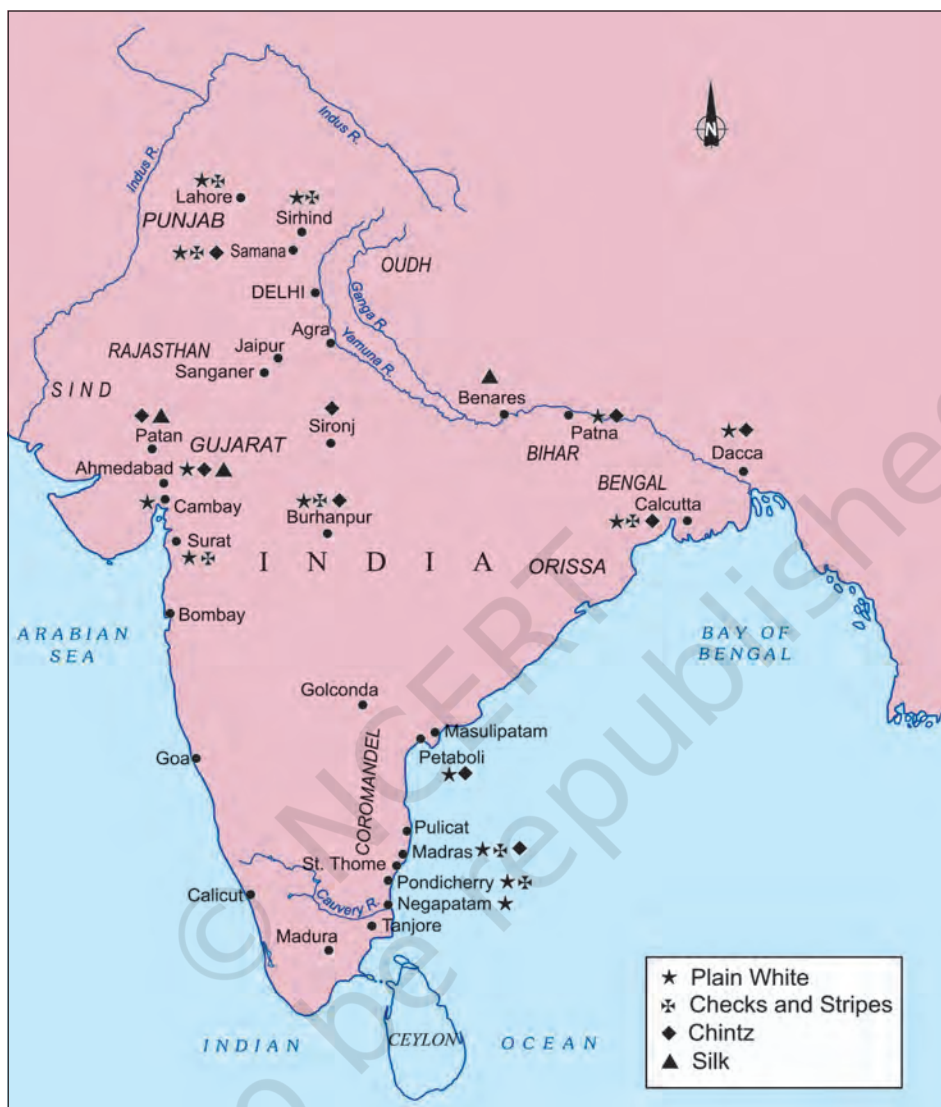 N
Indus R.
Indus R.
Lahore
PUNJAB
Sirhind
Samana
OUDH
DELHI
Ganga R.
Yamuna R.
Agra
RAJASTHAN
Jaipur
Sanganer
SIND
Benares
Patna
BIHAR
Dacca
Patan
GUJARAT
Sironj
Ahmedabad
Cambay
BENGAL
Calcutta
Burhanpur
Surat
INDIA
ORISSA
Bombay
ARABIAN
SEA
BAY OF
BENGAL
Golconda
Masulipatam
Petaboli
Goa
COROMANDEL
Pulicat
Madras
St. Thome
Pondicherry
Calicut
Cauvery R.
Negapatam
Tanjore
Madura
CEYLON
INDIAN OCEAN
Plain White
Checks and Stripes
Chintz
Silk
© NCERT
o be republishe